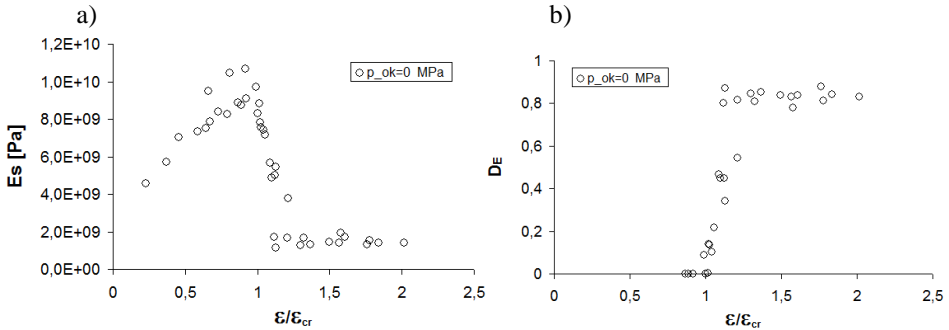 a)
1,2E+10
1,0E+10
8,0E+09
6,0E+09
4,0E+09
2,0E+09
0,0E+00
Es [Pa]
p_ok=0 MPa
0 0,5 1 1,5 2 2,5
ε/εcr
b)
1
0,8
0,6
0,4
0,2
0
DE
p_ok=0 MPa
0 0,5 1 1,5 2 2,5
ε/εcr